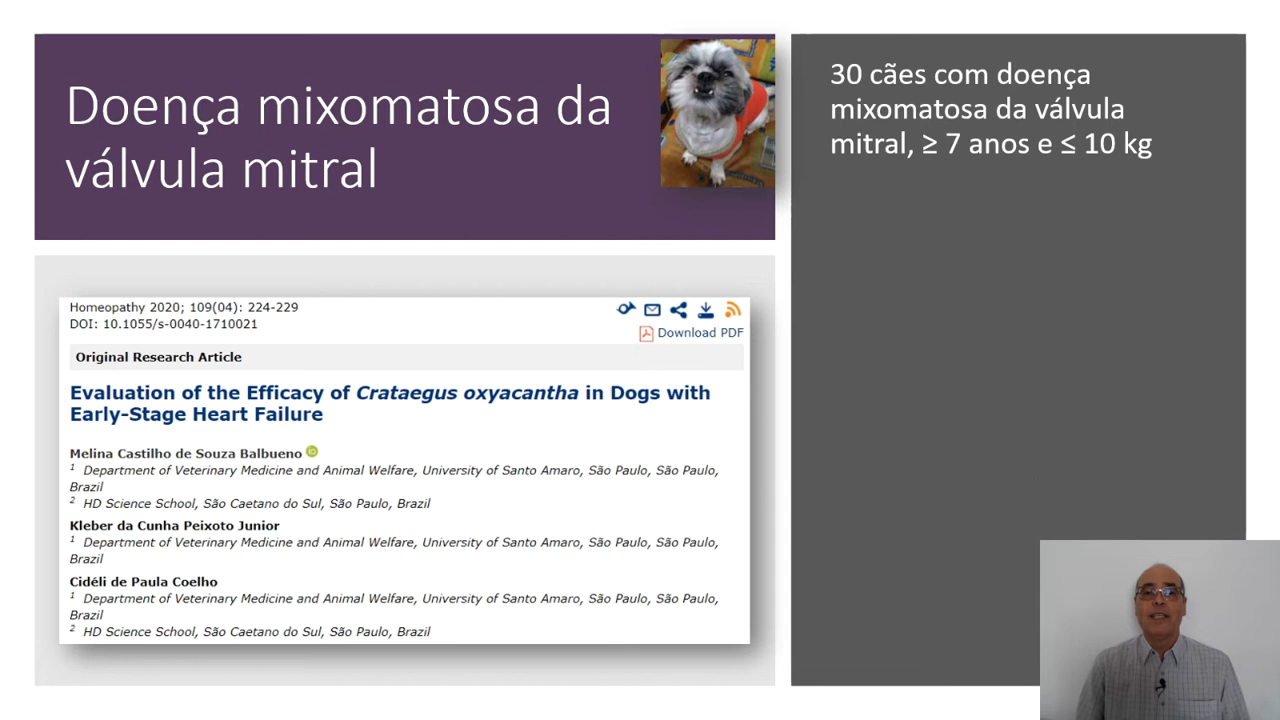 Doença mixomatosa da
válvula mitral
30 cães com doença
mixomatosa da válvula
mitral, ≥ 7 anos e ≤ 10 kg
Homeopathy 2020; 109(04): 224-229
DOI: 10.1055/s-0040-1710021
Download PDF
Original Research Article
Evaluation of the Efficacy of Crataegus oxyacantha in Dogs with
Early-Stage Heart Failure
Melina Castilho de Souza Balbueno
1 Department of Veterinary Medicine and Animal Welfare, University of Santo Amaro, São Paulo, São Paulo,
Brazil
2 HD Science School, São Caetano do Sul, São Paulo, Brazil
Kleber da Cunha Peixoto Junior
1 Department of Veterinary Medicine and Animal Welfare, University of Santo Amaro, São Paulo, São Paulo,
Brazil
Cidéli de Paula Coelho
1 Department of Veterinary Medicine and Animal Welfare, University of Santo Amaro, São Paulo, São Paulo,
Brazil
2 HD Science School, São Caetano do Sul, São Paulo, Brazil